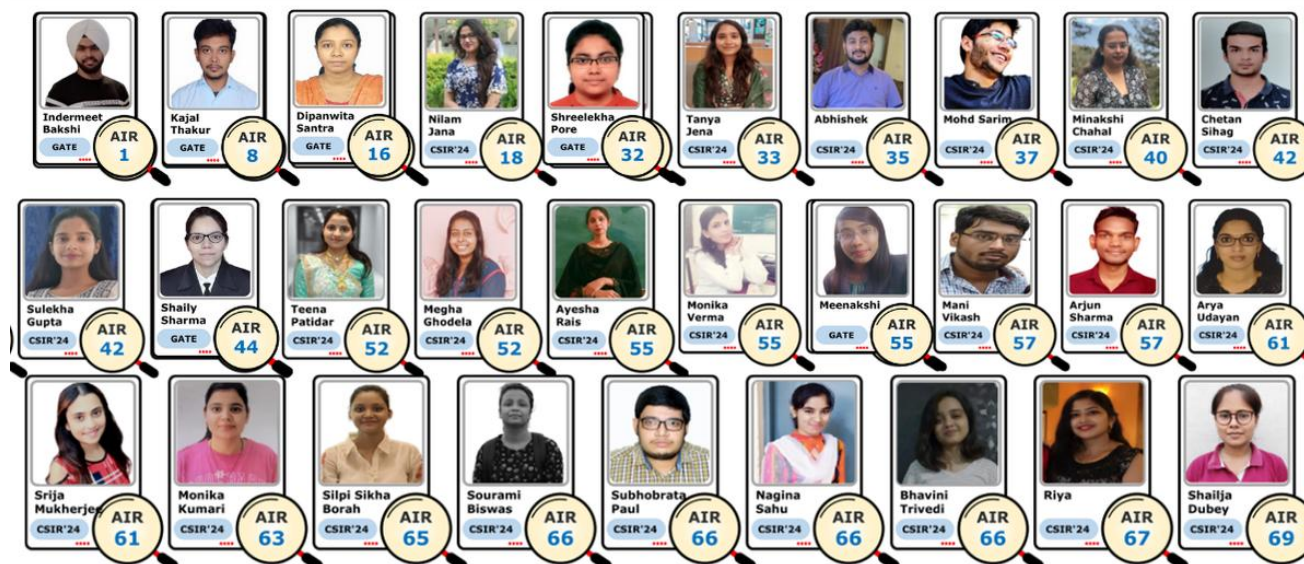 Indermeet
Bakshi
GATE
AIR
1
Kajal
Thakur
GATE
AIR
8
Dipanwita
Santra
GATE
AIR
16
Nilam
Jana
CSIR'24
AIR
18
Shreelekha
Pore
GATE
AIR
32
Tanya
Jena
CSIR'24
AIR
33
Abhishek
CSIR'24
AIR
35
Mohd Sarim
CSIR'24
AIR
37
Minakshi
Chahal
CSIR'24
AIR
40
Chetan
Sihag
CSIR'24
AIR
42
Sulekha
Gupta
CSIR'24
AIR
42
Shaily
Sharma
GATE
AIR
44
Teena
Patidar
CSIR'24
AIR
52
Megha
Ghodela
CSIR'24
AIR
52
Ayesha
Rais
CSIR'24
AIR
55
Monika
Verma
CSIR'24
AIR
55
Meenakshi
GATE
AIR
55
Mani
Vikash
CSIR'24
AIR
57
Arjun
Sharma
CSIR'24
AIR
57
Arya
Udayan
CSIR'24
AIR
61
Srija
Mukherjee
CSIR'24
AIR
61
Monika
Kumari
CSIR'24
AIR
63
Silpi Sikha
Borah
CSIR'24
AIR
65
Sourami
Biswas
CSIR'24
AIR
66
Subhobrata
Paul
CSIR'24
AIR
66
Nagina
Sahu
CSIR'24
AIR
66
Bhavini
Trivedi
CSIR'24
AIR
66
Riya
CSIR'24
AIR
67
Shailja
Dubey
CSIR'24
AIR
69